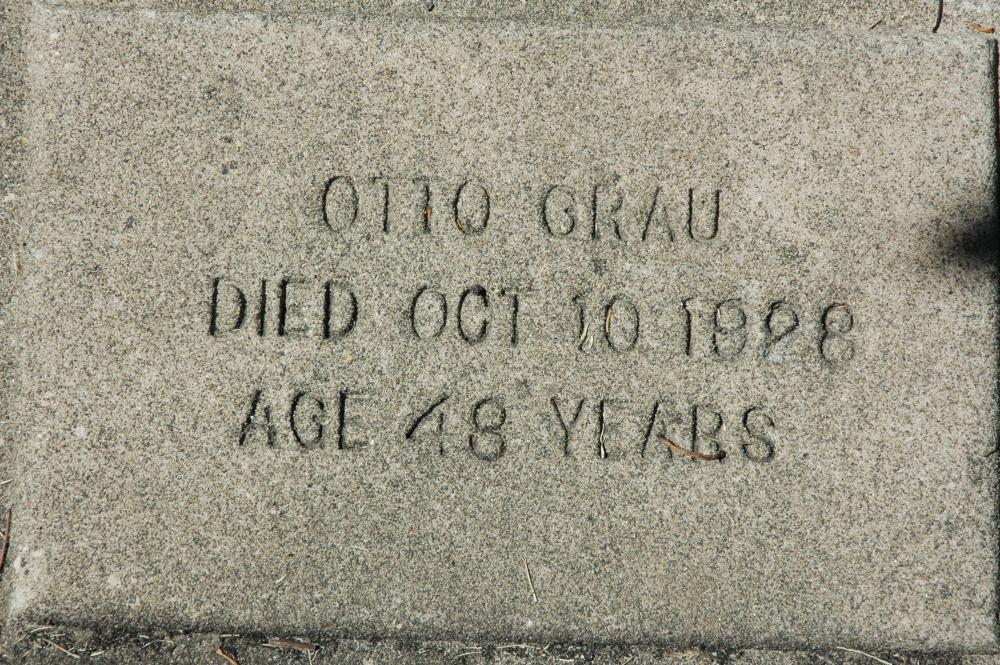 OTTO GRAU
DIED OCT 10 1928
AGE 48 YEARS